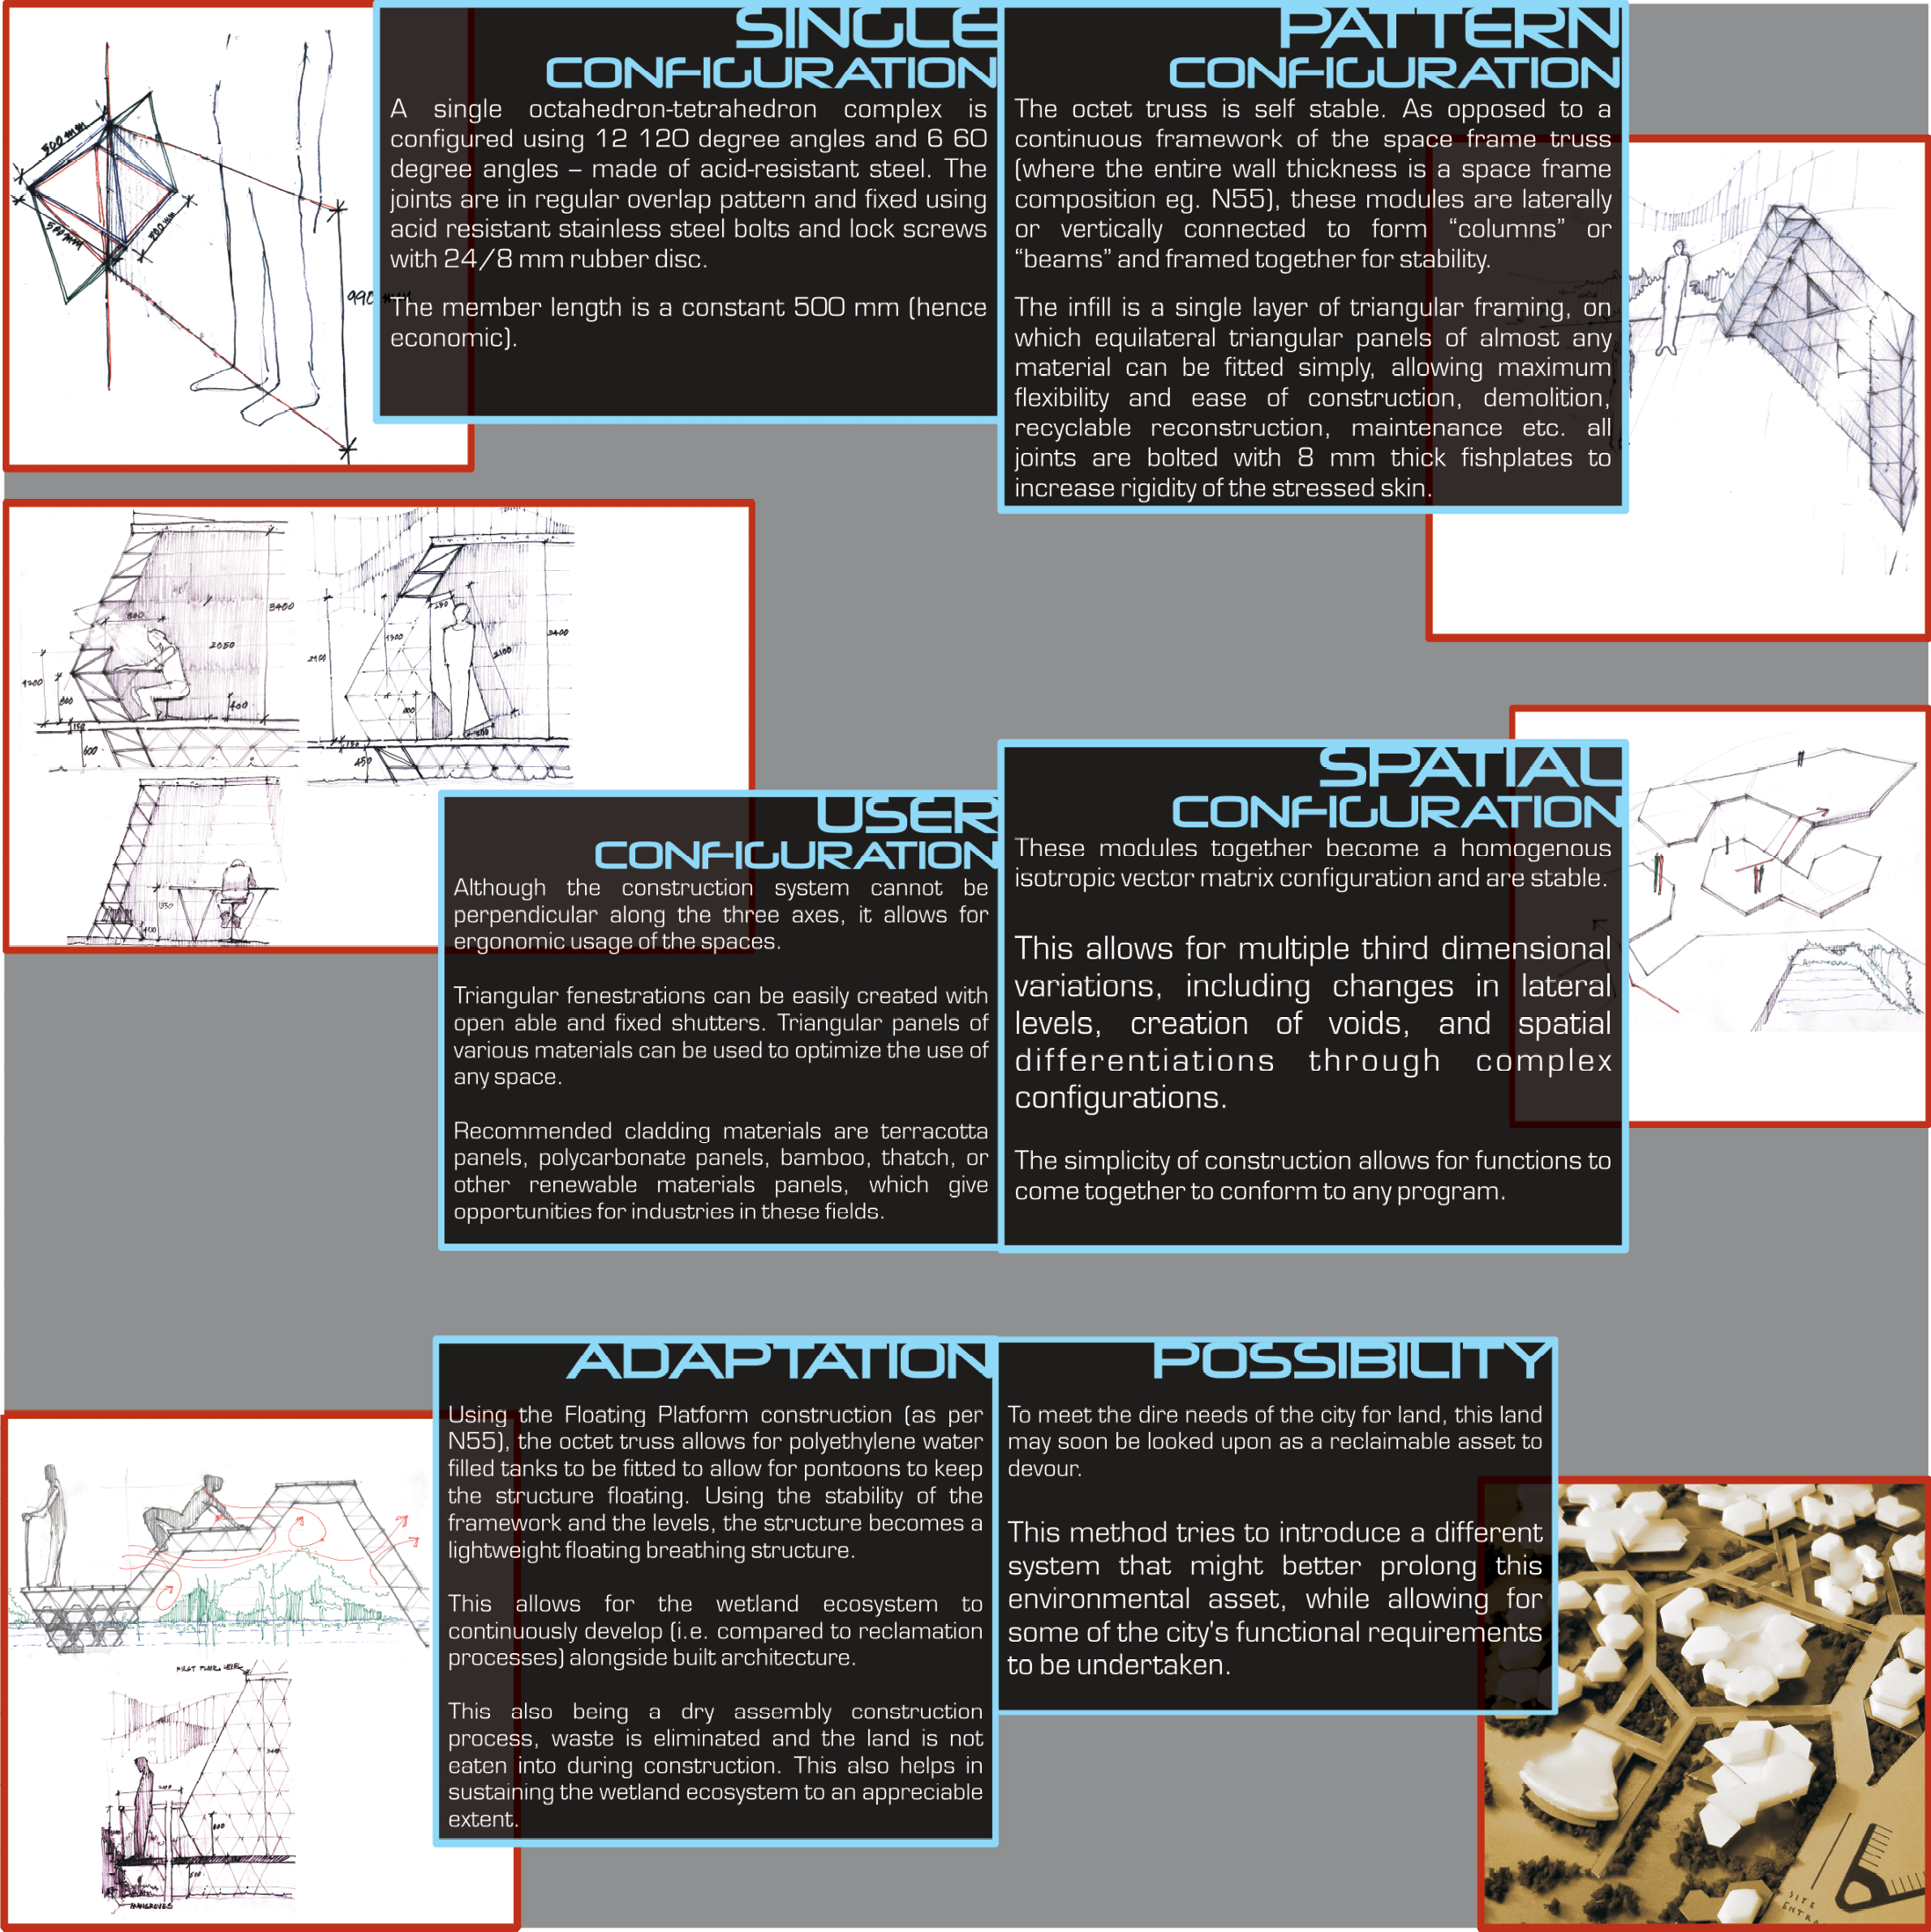 SINGLE
CONFIGURATION
A single octahedron-tetrahedron complex is
configured using 12 120 degree angles and 6 60
degree angles – made of acid-resistant steel. The
joints are in regular overlap pattern and fixed using
acid resistant stainless steel bolts and lock screws
with 24/8 mm rubber disc.
The member length is a constant 500 mm (hence
economic).
500 mm
500mm
500 mm
990 mm
PATTERN
CONFIGURATION
The octet truss is self stable. As opposed to a
continuous framework of the space frame truss
(where the entire wall thickness is a space frame
composition eg. N55), these modules are laterally
or vertically connected to form “columns” or
“beams” and framed together for stability.
The infill is a single layer of triangular framing, on
which equilateral triangular panels of almost any
material can be fitted simply, allowing maximum
flexibility and ease of construction, demolition,
recyclable reconstruction, maintenance etc. all
joints are bolted with 8 mm thick fishplates to
increase rigidity of the stressed skin.
3400
2050
1200
800
400
600
3400
2100
450
USER
CONFIGURATION
Although the construction system cannot be
perpendicular along the three axes, it allows for
ergonomic usage of the spaces.
Triangular fenestrations can be easily created with
open able and fixed shutters. Triangular panels of
various materials can be used to optimize the use of
any space.
Recommended cladding materials are terracotta
panels, polycarbonate panels, bamboo, thatch, or
other renewable materials panels, which give
opportunities for industries in these fields.
SPATIAL
CONFIGURATION
These modules together become a homogenous
isotropic vector matrix configuration and are stable.
This allows for multiple third dimensional
variations, including changes in lateral
levels, creation of voids, and spatial
differentiations through complex
configurations.
The simplicity of construction allows for functions to
come together to conform to any program.
ADAPTATION
Using the Floating Platform construction (as per
N55), the octet truss allows for polyethylene water
filled tanks to be fitted to allow for pontoons to keep
the structure floating. Using the stability of the
framework and the levels, the structure becomes a
lightweight floating breathing structure.
This allows for the wetland ecosystem to
continuously develop (i.e. compared to reclamation
processes) alongside built architecture.
This also being a dry assembly construction
process, waste is eliminated and the land is not
eaten into during construction. This also helps in
sustaining the wetland ecosystem to an appreciable
extent.
FIRST FLOOR LEVEL
MANGROVES
POSSIBILITY
To meet the dire needs of the city for land, this land
may soon be looked upon as a reclaimable asset to
devour.
This method tries to introduce a different
system that might better prolong this
environmental asset, while allowing for
some of the city's functional requirements
to be undertaken.
SITE